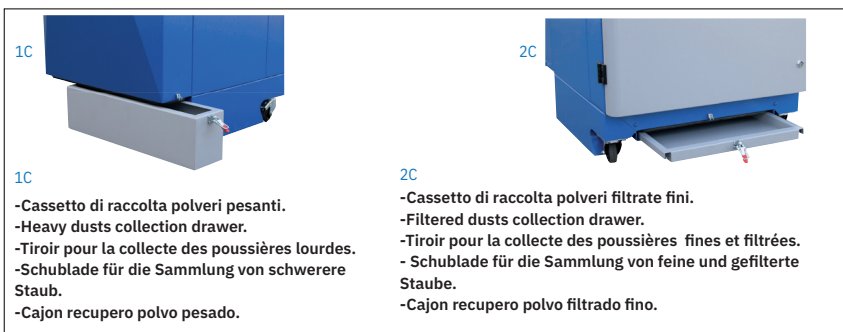 1C
1C
-Cassetto di raccolta polveri pesanti.
-Heavy dusts collection drawer.
-Tiroir pour la collecte des poussières lourdes.
-Schublade für die Sammlung von schwerere
Staub.
-Cajon recupero polvo pesado.
2C
2C
-Cassetto di raccolta polveri filtrate fini.
-Filtered dusts collection drawer.
-Tiroir pour la collecte des poussières  fines et filtrées.
- Schublade für die Sammlung von feine und gefilterte
Staube.
-Cajon recupero polvo filtrado fino.